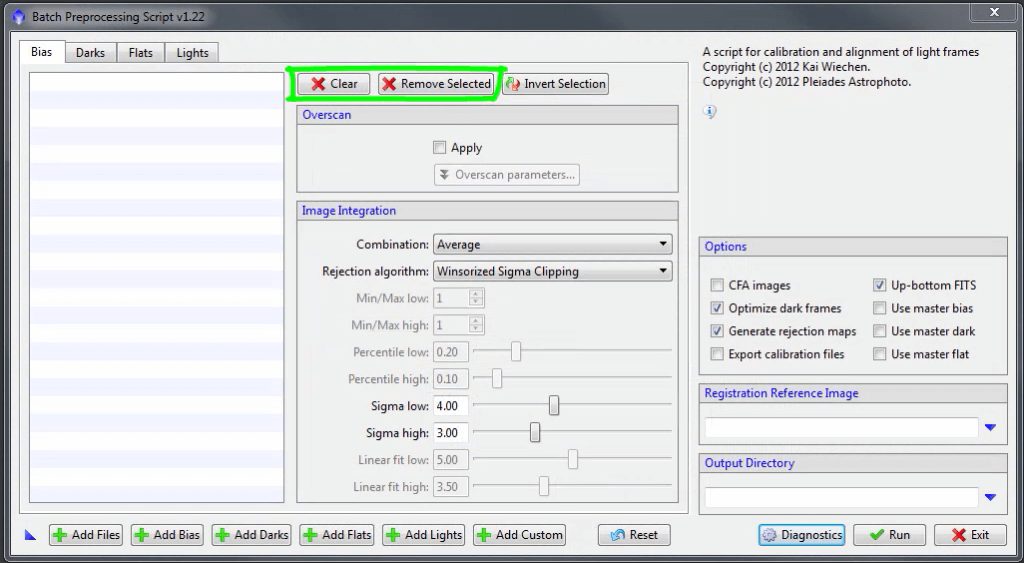 Batch Preprocessing Script v1.22
Bias Darks Flats Lights
Clear Remove Selected Invert Selection
Overscan
Apply
Overscan parameters...
Image Integration
Combination: Average
Rejection algorithm: Winsorized Sigma Clipping
Min/Max low: 1
Min/Max high: 1
Percentile low: 0.20
Percentile high: 0.10
Sigma low: 4.00
Sigma high: 3.00
Linear fit low: 5.00
Linear fit high: 3.50
A script for calibration and alignment of light frames
Copyright (c) 2012 Kai Wiechen.
Copyright (c) 2012 Pleiades Astrophoto.
Options
CFA images Up-bottom FITS
Optimize dark frames Use master bias
Generate rejection maps Use master dark
Export calibration files Use master flat
Registration Reference Image
Output Directory
Add Files Add Bias Add Darks Add Flats Add Lights Add Custom Reset Diagnostics Run Exit